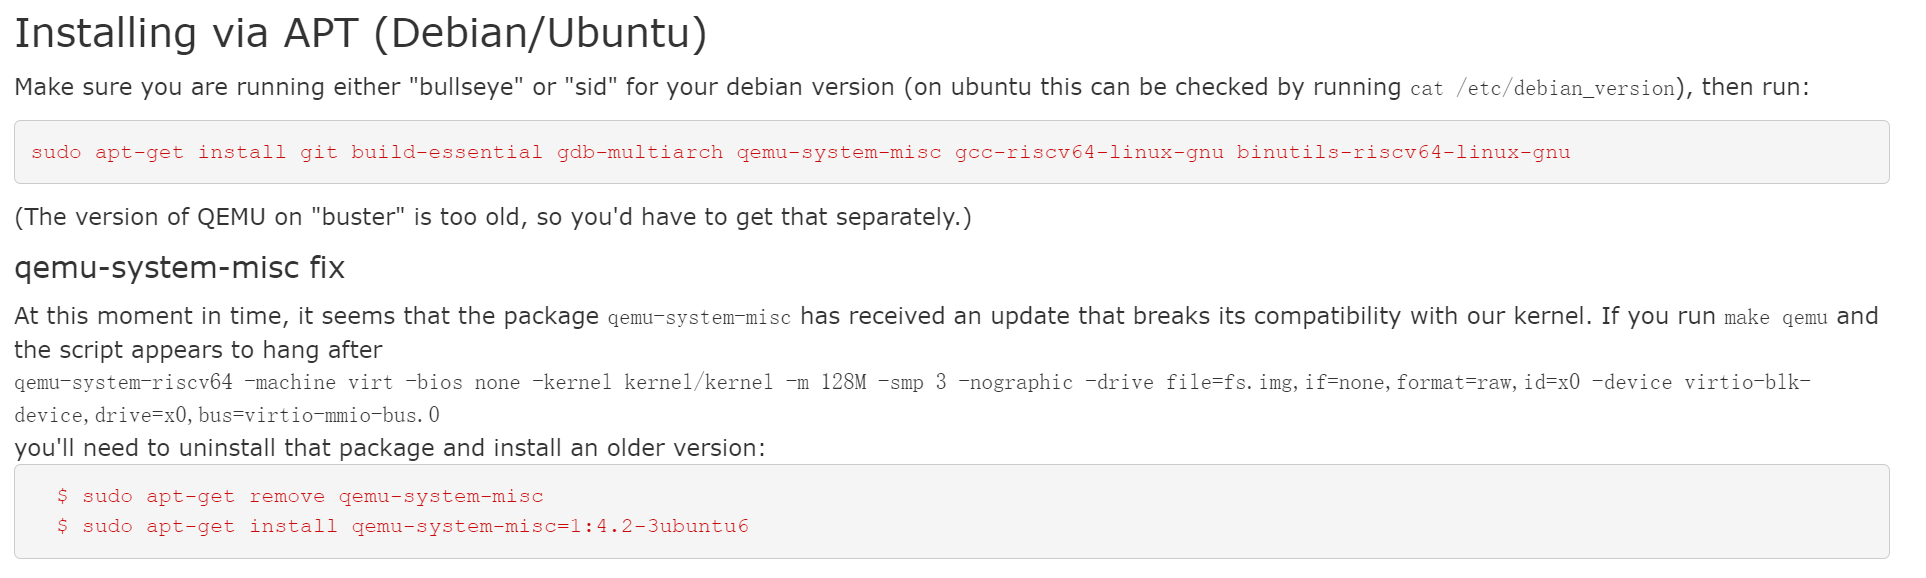 Installing via APT (Debian/Ubuntu)
Make sure you are running either "bullseye" or "sid" for your debian version (on ubuntu this can be checked by running cat /etc/debian_version), then run:
sudo apt-get install git build-essential gdb-multiarch qemu-system-misc gcc-riscv64-linux-gnu binutils-riscv64-linux-gnu
(The version of QEMU on "buster" is too old, so you'd have to get that separately.)
qemu-system-misc fix
At this moment in time, it seems that the package qemu-system-misc has received an update that breaks its compatibility with our kernel. If you run make qemu and
the script appears to hang after
qemu-system-riscv64 -machine virt -bios none -kernel kernel/kernel -m 128M -smp 3 -nographic -drive file=fs.img,if=none,format=raw,id=x0 -device virtio-blk-
device,drive=x0,bus=virtio-mmio-bus.0
you'll need to uninstall that package and install an older version:
$ sudo apt-get remove qemu-system-misc
$ sudo apt-get install qemu-system-misc=1:4.2-3ubuntu6